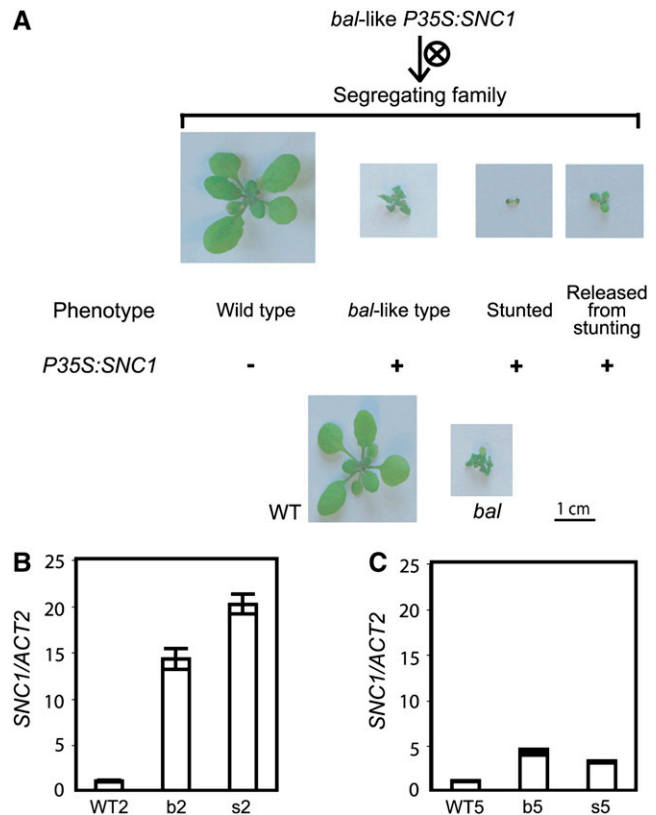 A
bal-like P35S:SNC1
Segregating family
Phenotype
Wild type
bal-like type
Stunted
Released
from
stunting
P35S:SNC1
-
+
+
+
WT
bal
1 cm
B
25
20
15
10
5
0
SNC1/ACT2
WT2
b2
s2
C
25
20
15
10
5
0
SNC1/ACT2
WT5
b5
s5